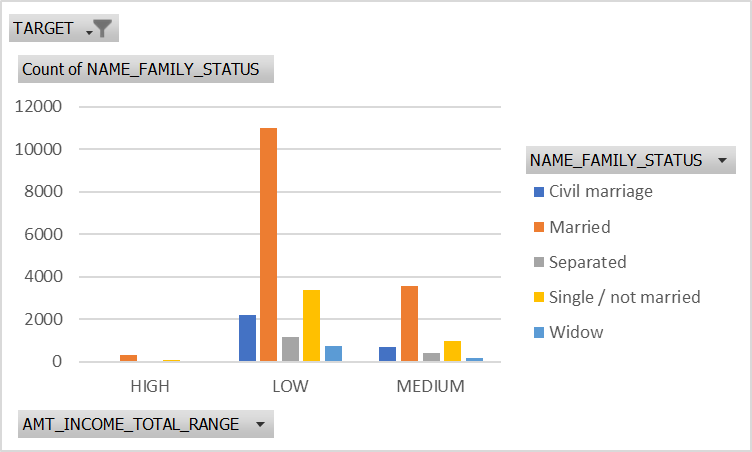 TARGET
Count of NAME_FAMILY_STATUS
12000
10000
8000
6000
4000
2000
0
HIGH
LOW
MEDIUM
NAME_FAMILY_STATUS
Civil marriage
Married
Separated
Single / not married
Widow
AMT_INCOME_TOTAL_RANGE